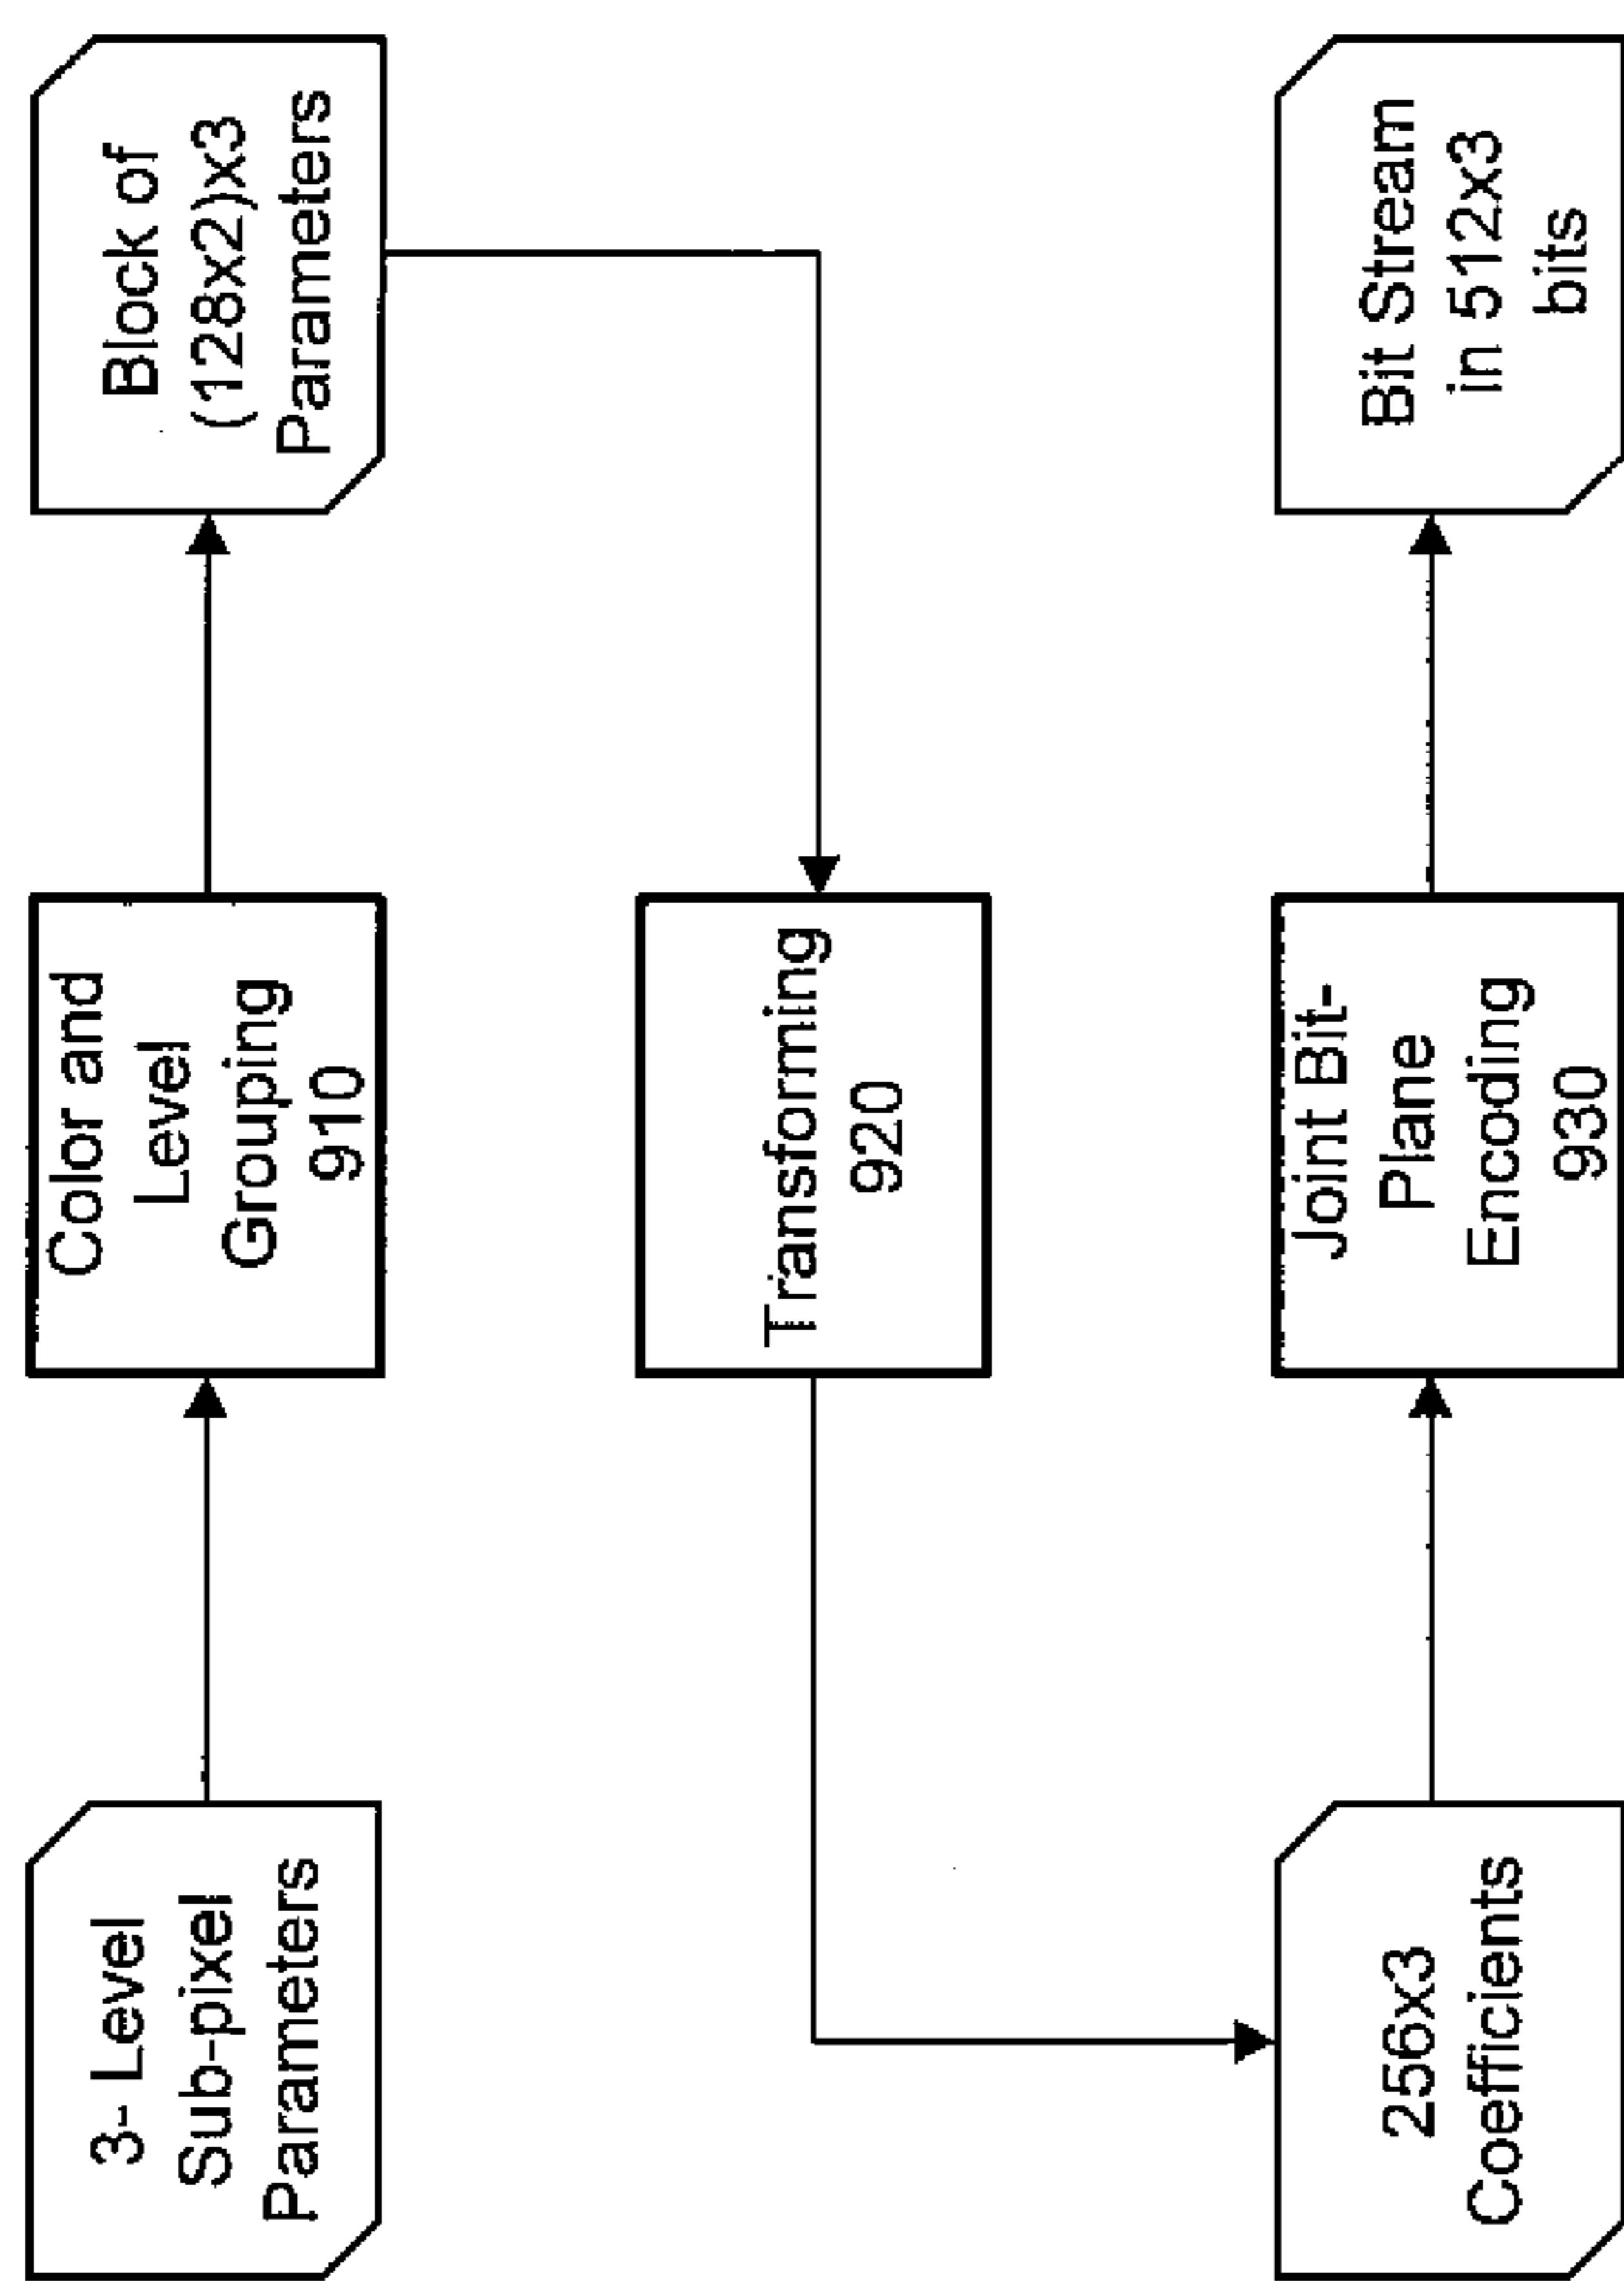 3- Level
Sub-pixel
Parameters
Color and
Level
Grouping
910
Block of
(128x2)x3
Parameters
Transforming
920
256x3
Coefficients
Joint Bit-
Plane
Encoding
930
Bit Stream
in 512x3
bits